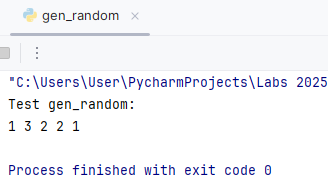 gen_random
"C:\Users\User\PycharmProjects\Labs 2025
Test gen_random:
1 3 2 2 1
Process finished with exit code 0